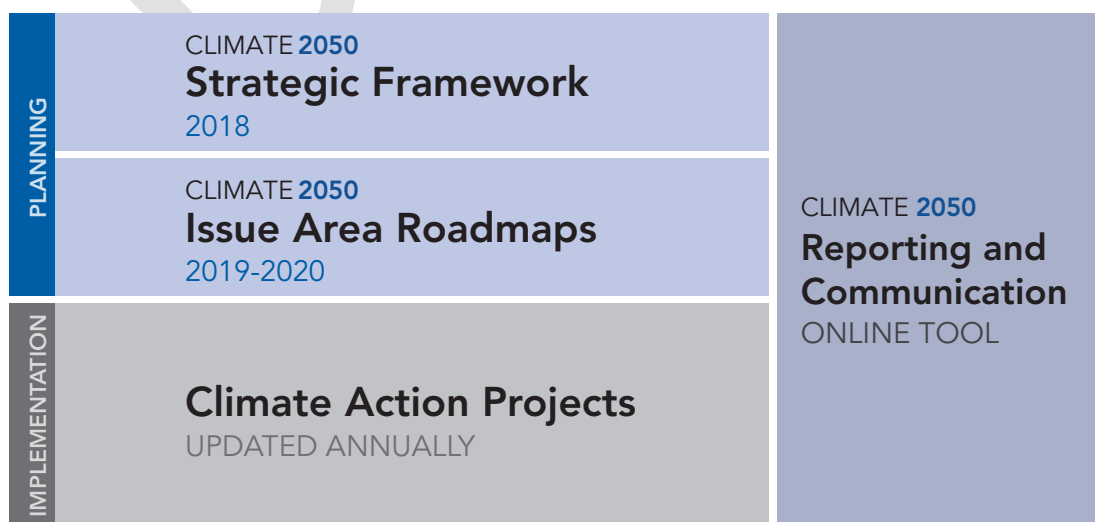 PLANNING
CLIMATE 2050
Strategic Framework
2018
CLIMATE 2050
Issue Area Roadmaps
2019-2020
IMPLEMENTATION
Climate Action Projects
UPDATED ANNUALLY
CLIMATE 2050
Reporting and
Communication
ONLINE TOOL